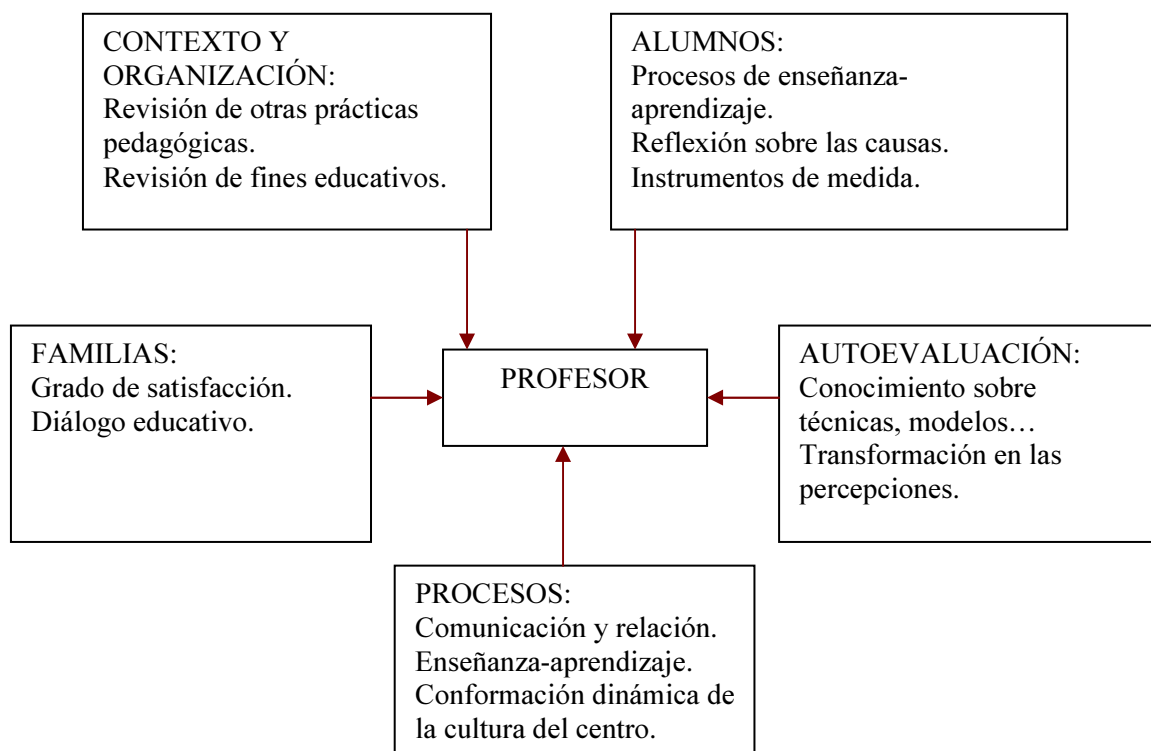 CONTEXTO Y
ORGANIZACIÓN:
Revisión de otras prácticas
pedagógicas.
Revisión de fines educativos.
ALUMNOS:
Procesos de enseñanza-
aprendizaje.
Reflexión sobre las causas.
Instrumentos de medida.
FAMILIAS:
Grado de satisfacción.
Diálogo educativo.
PROFESOR
AUTOEVALUACIÓN:
Conocimiento sobre
técnicas, modelos…
Transformación en las
percepciones.
PROCESOS:
Comunicación y relación.
Enseñanza-aprendizaje.
Conformación dinámica de
la cultura del centro.